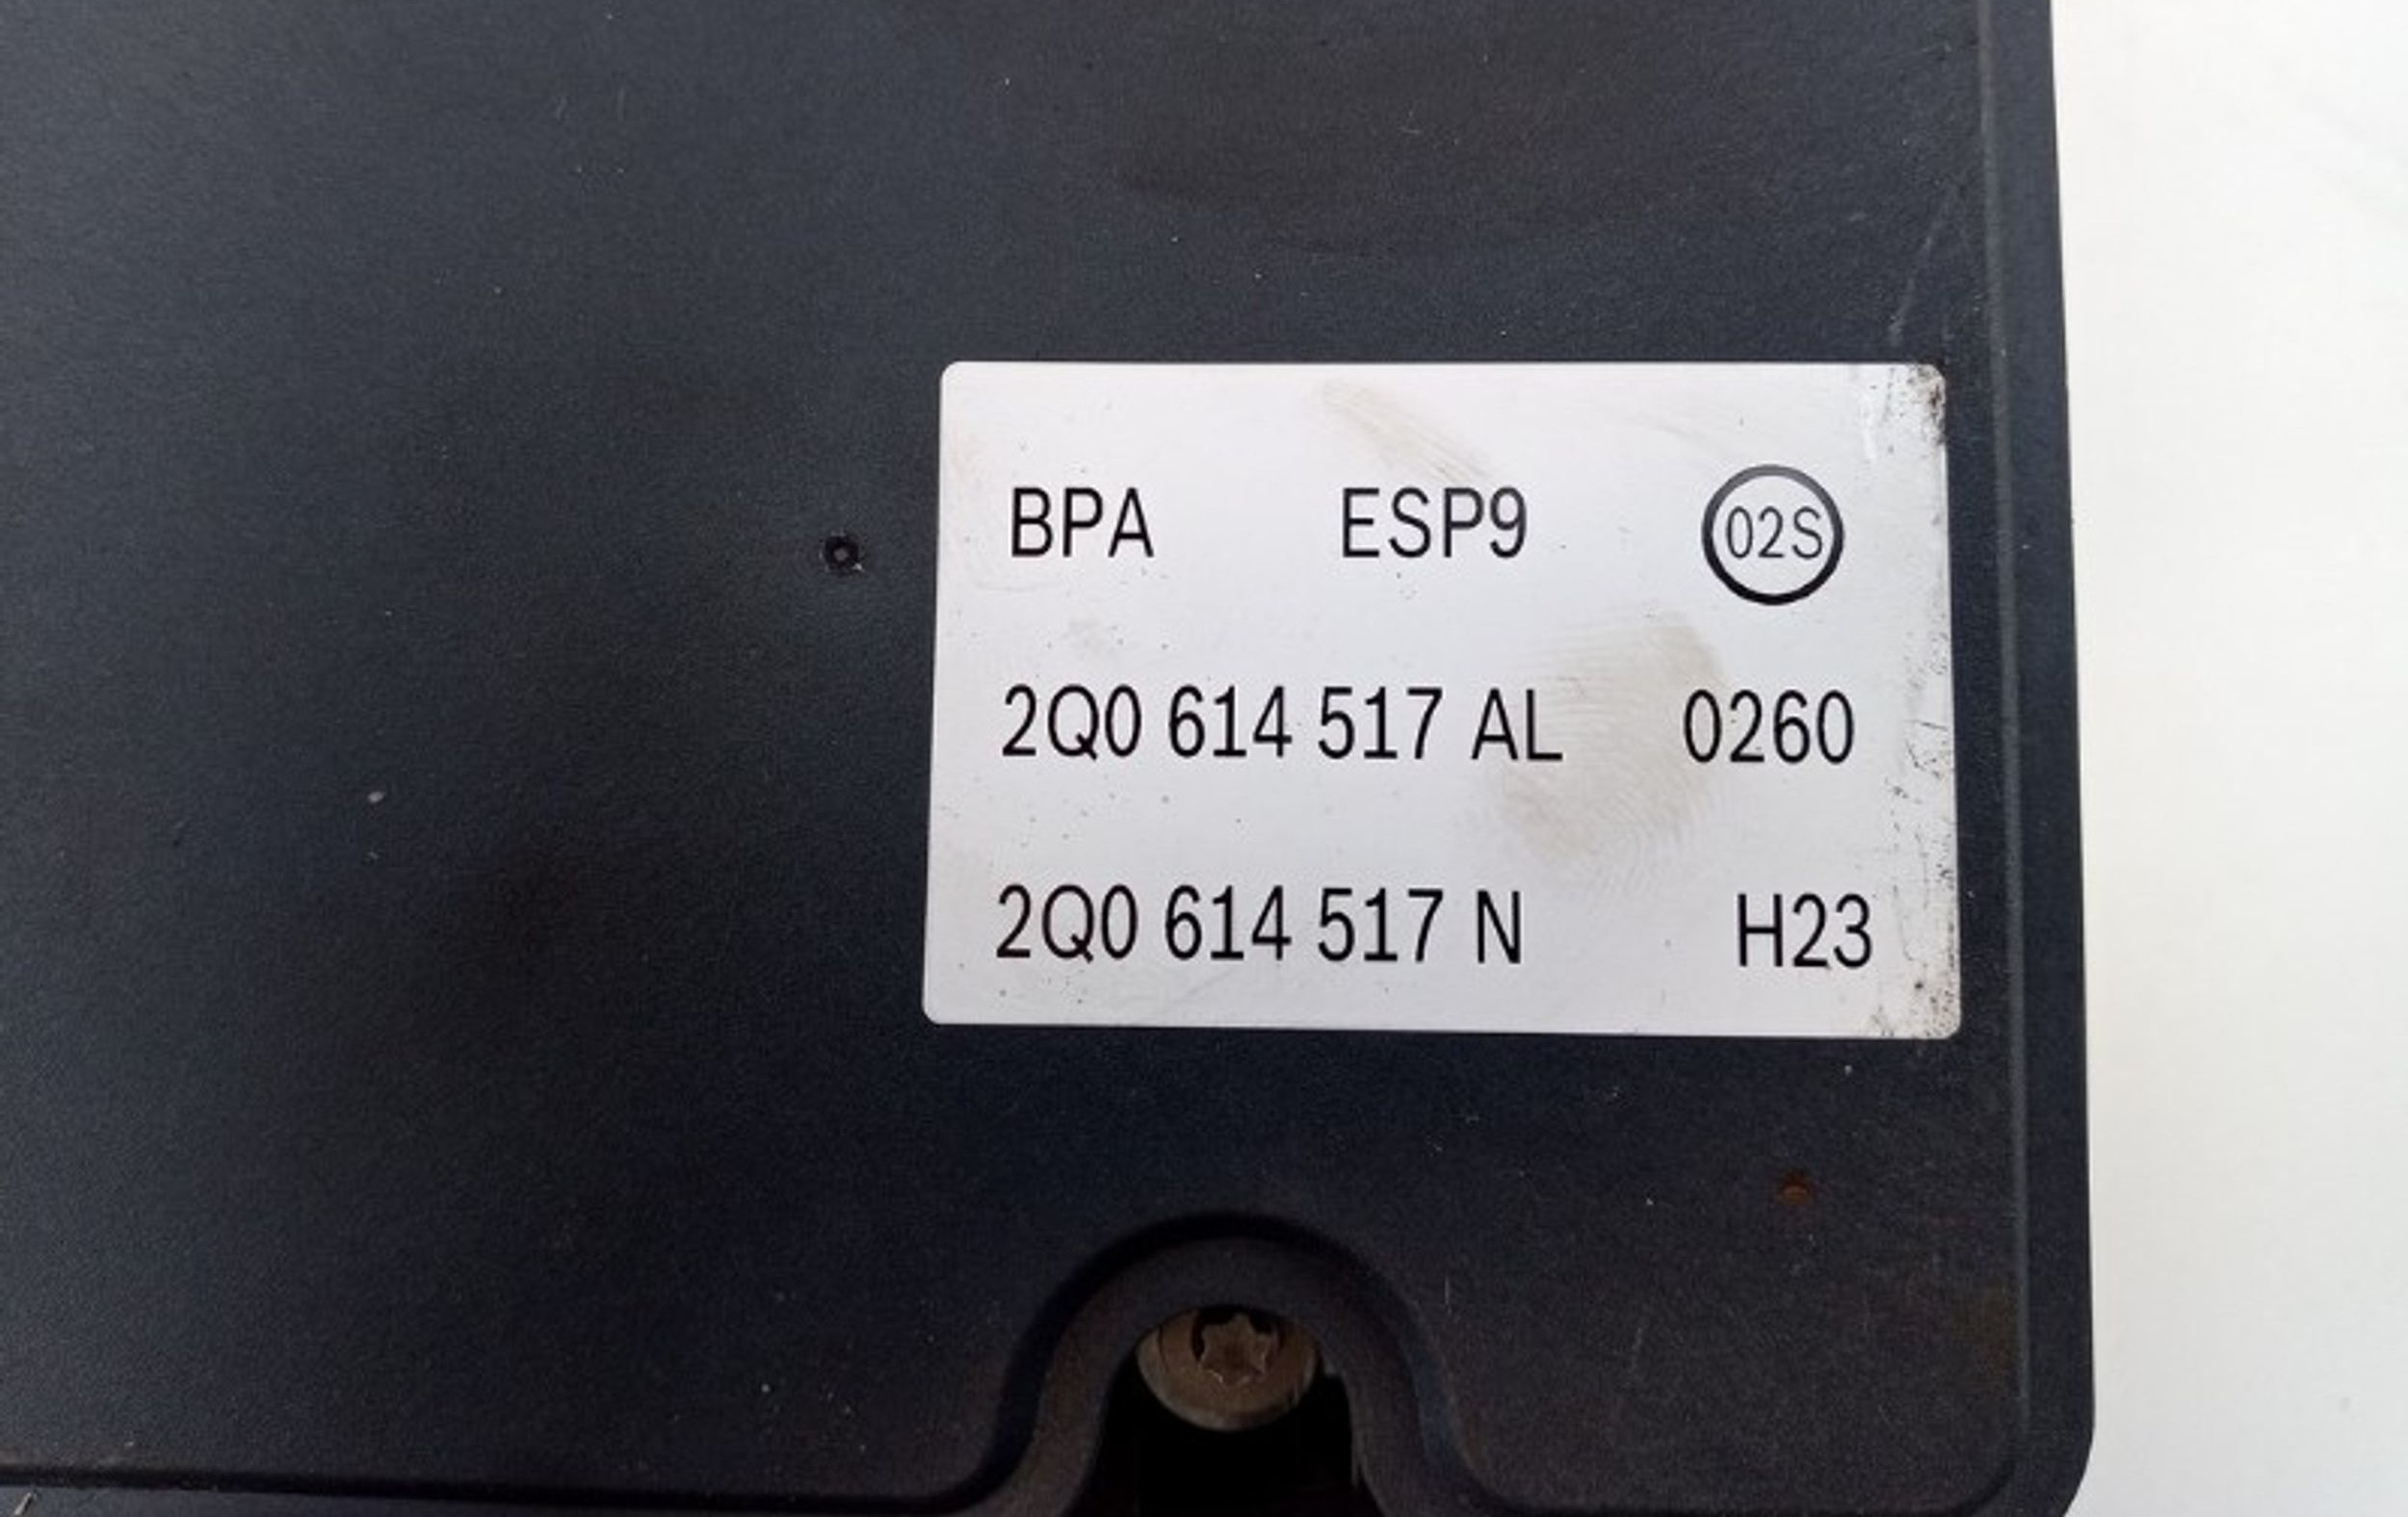 BPA ESP9 02S
2Q0 614 517 AL 0260
2Q0 614 517 N H23